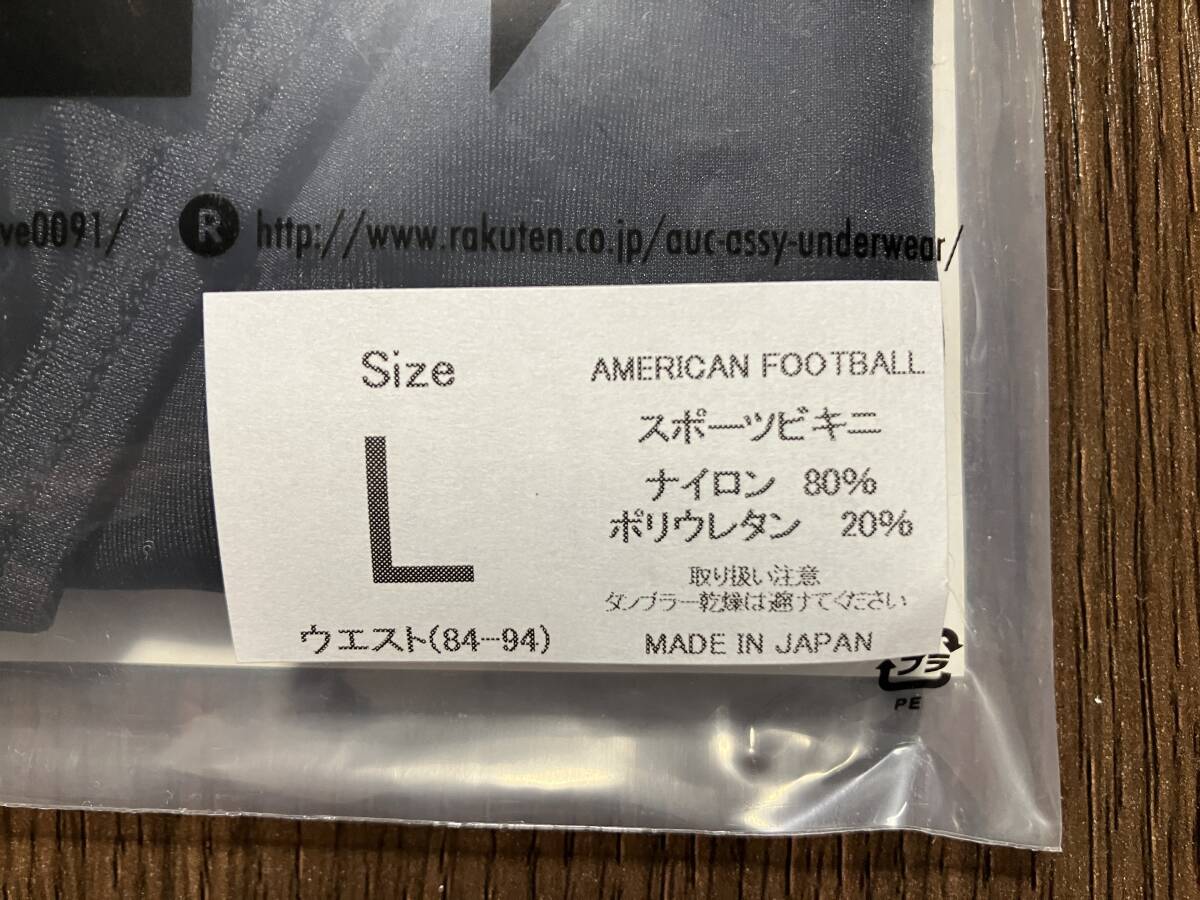 ve0091/ R http://www.rakuten.co.jp/auc-assy-underwear/
Size
L
ウエスト(84-94)
AMERICAN FOOTBALL
スポーツビキニ
ナイロン 80%
ポリウレタン 20%
取り扱い注意
タンブラー乾燥は避けてください
MADE IN JAPAN
プラ
PE